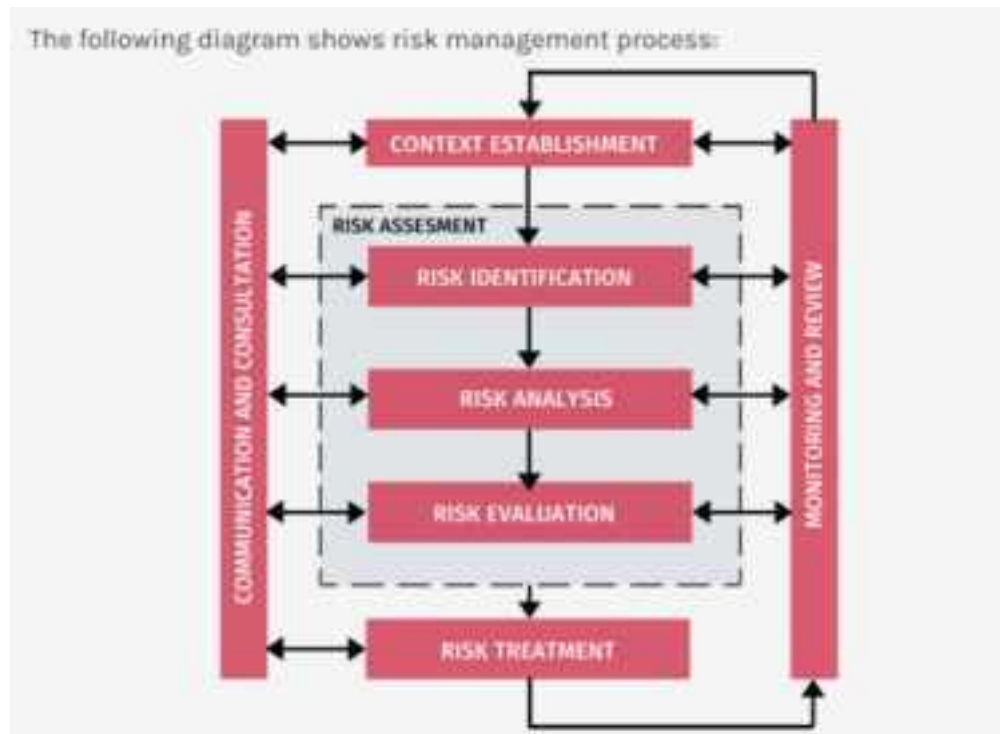 The following diagram shows risk management process:
CONTEXT ESTABLISHMENT
RISK ASSESMENT
RISK IDENTIFICATION
RISK ANALYSIS
RISK EVALUATION
RISK TREATMENT
COMMUNICATION AND CONSULTATION
MONITORING AND REVIEW